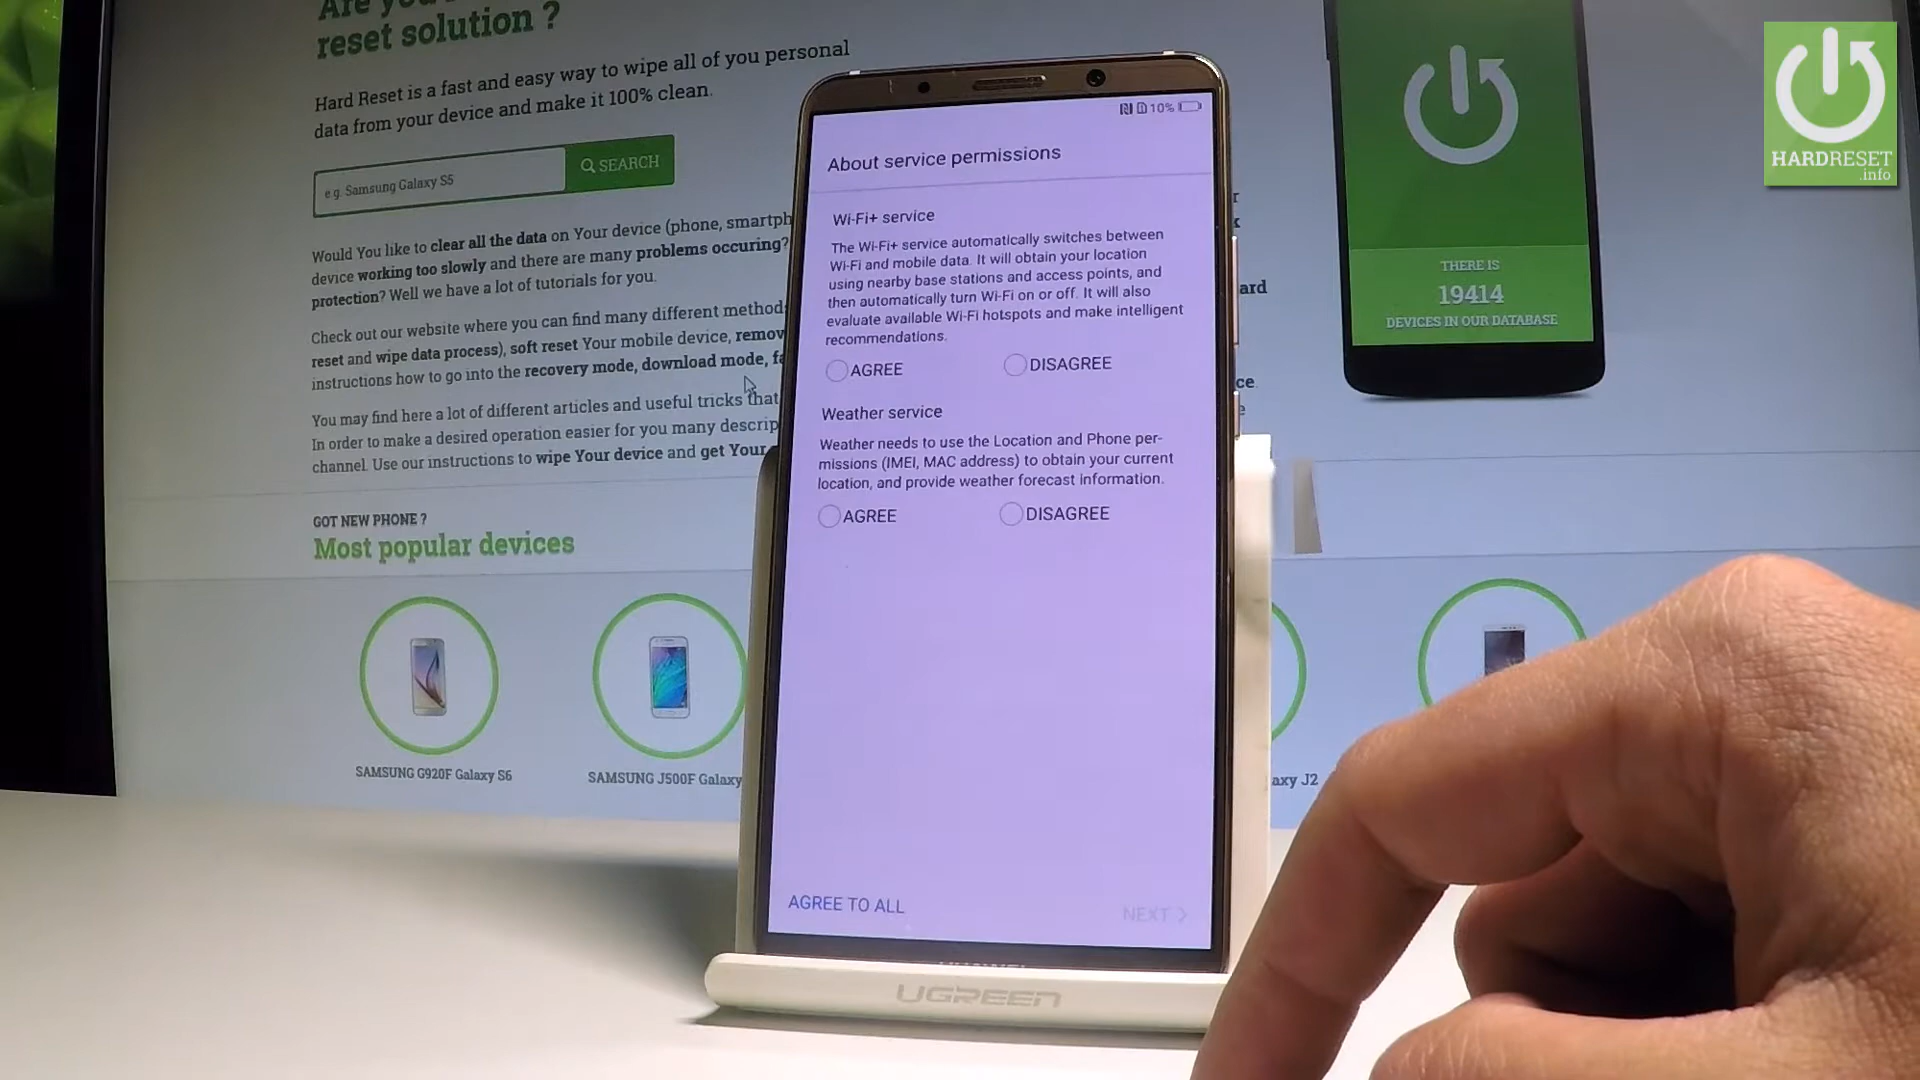 Are you
reset solution ?
Hard Reset is a fast and easy way to wipe all of you personal
data from your device and make it 100% clean.
e.g. Samsung Galaxy S5
SEARCH
Would You like to clear all the data on Your device (phone, smartph
device working too slowly and there are many problems occuring?
protection? Well we have a lot of tutorials for you.
Check out our website where you can find many different method
reset and wipe data process), soft reset Your mobile device, remov
instructions how to go into the recovery mode, download mode, fa
You may find here a lot of different articles and useful tricks that
In order to make a desired operation easier for you many descrip
channel. Use our instructions to wipe Your device and get Your
GOT NEW PHONE ?
Most popular devices
SAMSUNG G920F Galaxy S6
SAMSUNG J500F Galaxy
axy J2
10%
About service permissions
Wi-Fi+ service
The Wi-Fi+ service automatically switches between
Wi-Fi and mobile data. It will obtain your location
using nearby base stations and access points, and
then automatically turn Wi-Fi on or off. It will also
evaluate available Wi-Fi hotspots and make intelligent
recommendations.
AGREE DISAGREE
Weather service
Weather needs to use the Location and Phone per-
missions (IMEI, MAC address) to obtain your current
location, and provide weather forecast information.
AGREE DISAGREE
AGREE TO ALL
NEXT >
UGREEN
ard
ce.
THERE IS
19414
DEVICES IN OUR DATABASE
HARDRESET
.info